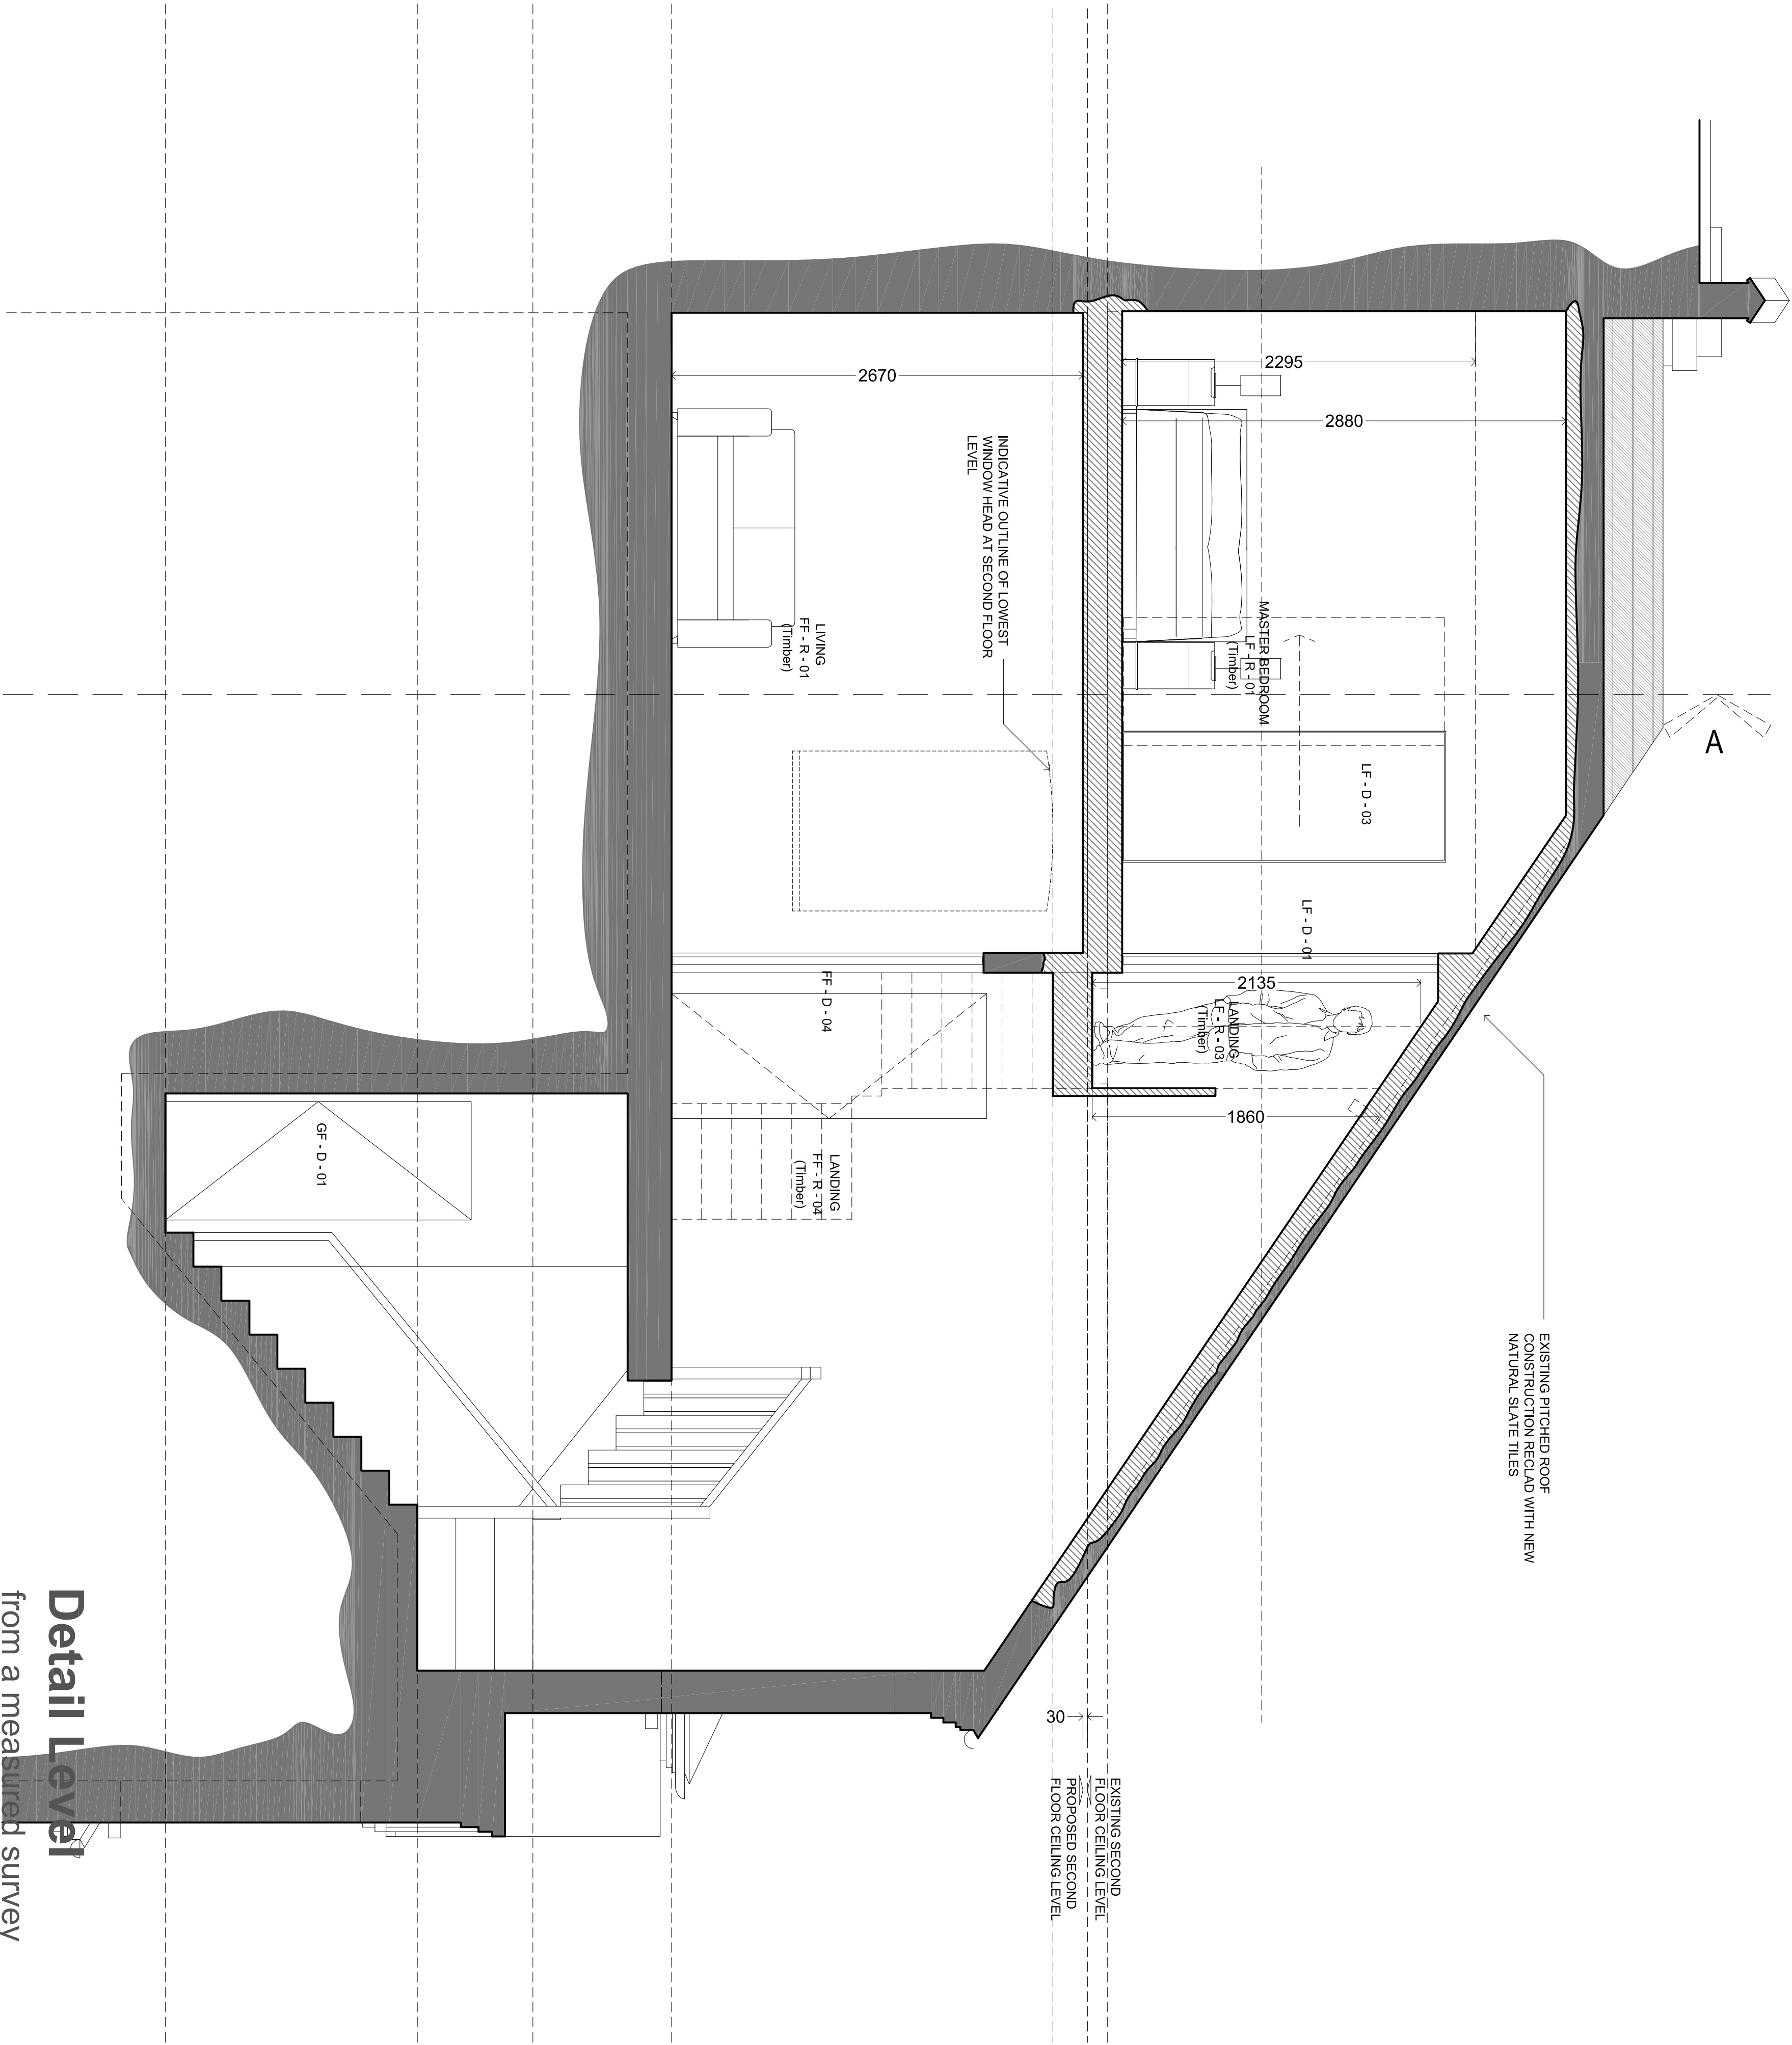 A
EXISTING PITCHED ROOF
CONSTRUCTION RECLAD WITH NEW
NATURAL SLATE TILES
2295
2880
MASTER BEDROOM
LF - R - 01
(Timber)
LF - D - 03
LF - D - 01
2135
LANDING
LF - R - 03
(Timber)
1860
30
EXISTING SECOND
FLOOR CEILING LEVEL
PROPOSED SECOND
FLOOR CEILING LEVEL
INDICATIVE OUTLINE OF LOWEST
WINDOW HEAD AT SECOND FLOOR
LEVEL
2670
LIVING
FF - R - 01
(Timber)
FF - D - 04
LANDING
FF - R - 04
(Timber)
GF - D - 01
Detail Level
from a measured survey